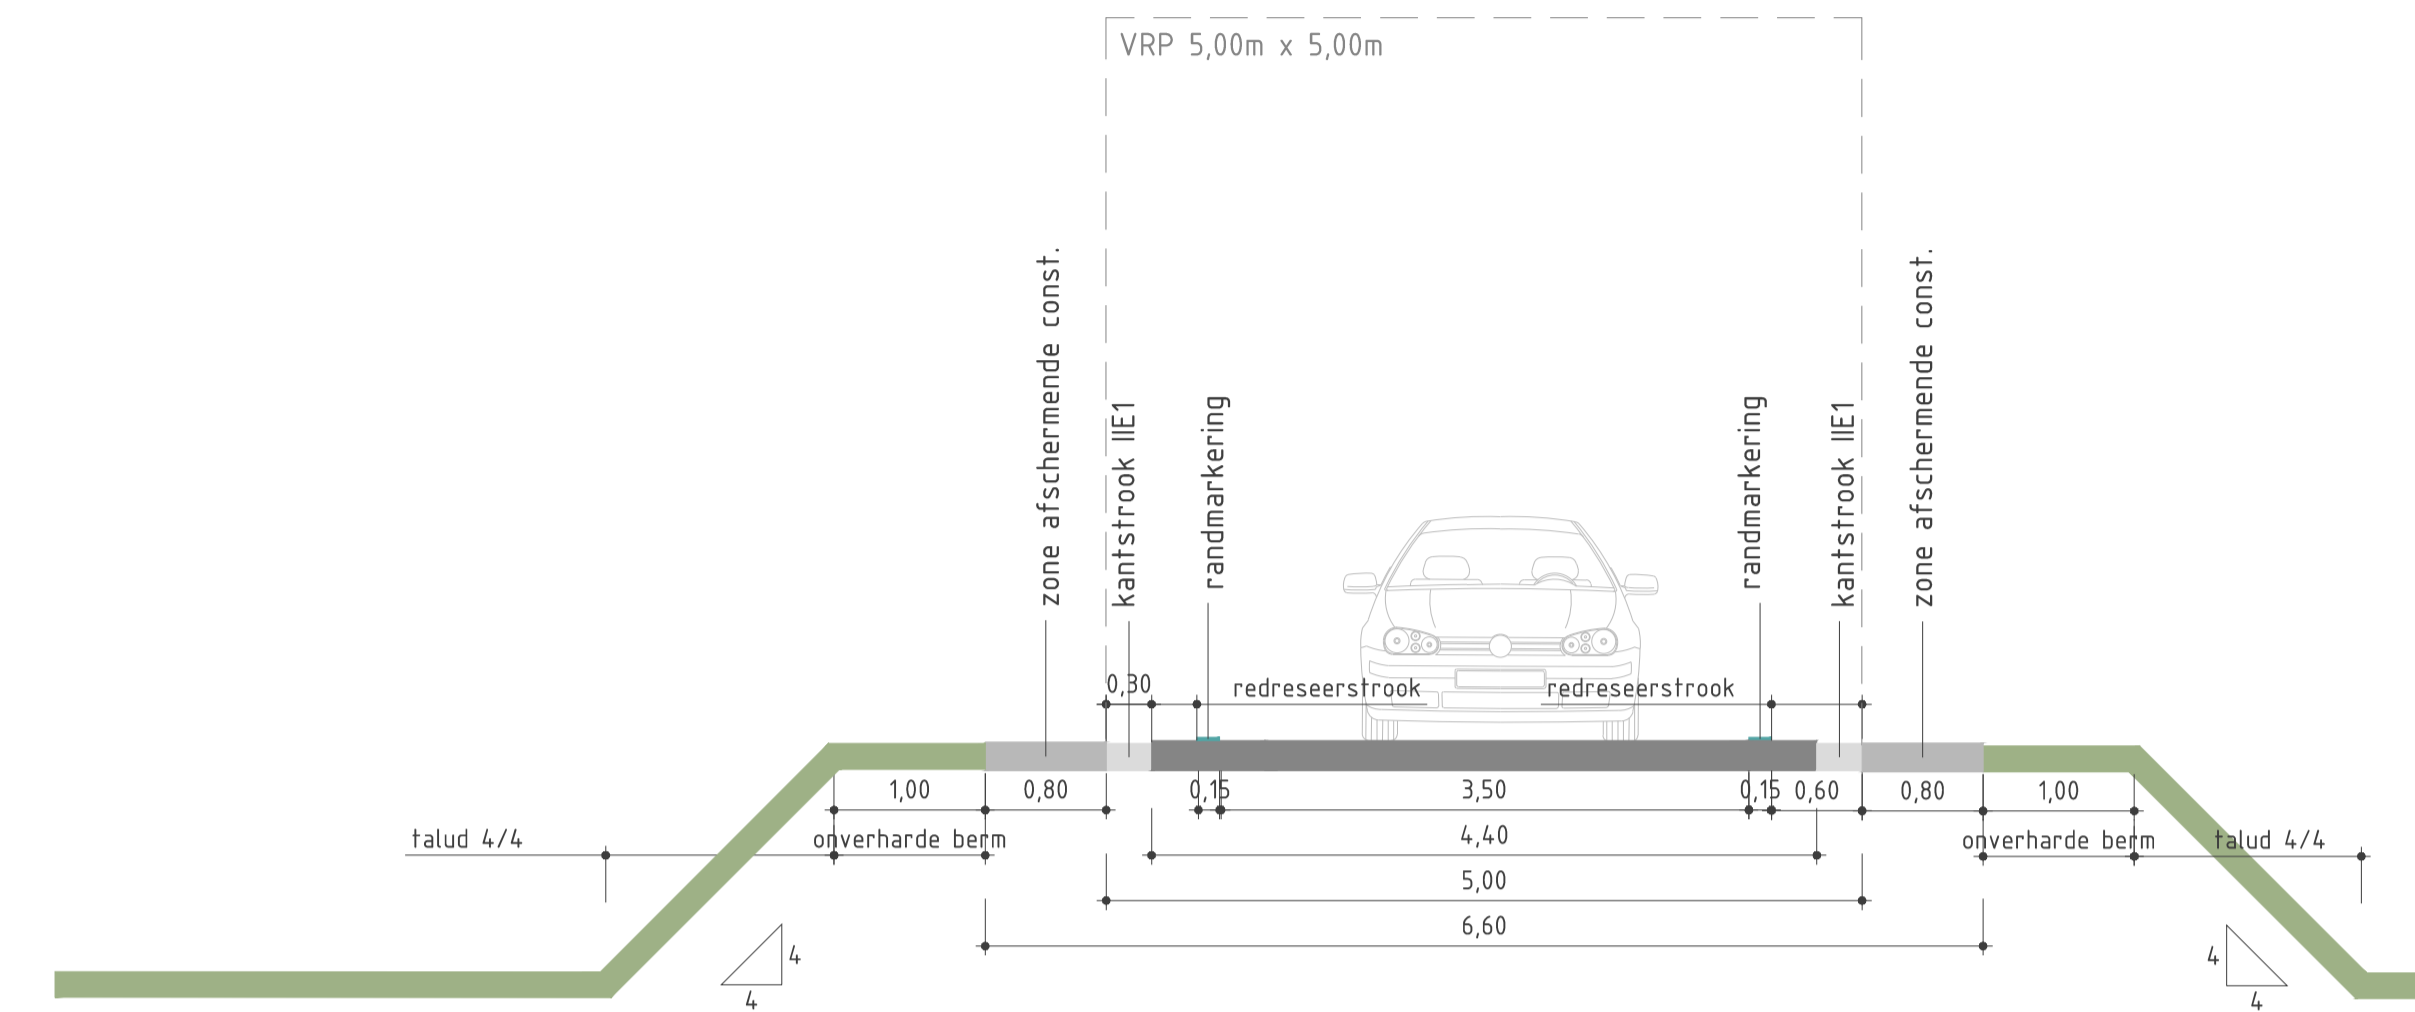 VRP 5,00m x 5,00m
zone afschermende const.
kantstrook IIE1
randmarkering
randmarkering
kantstrook IIE1
zone afschermende const.
0,30
redreseerstrook
redreseerstrook
1,00
0,80
0,15
3,50
0,15
0,60
0,80
1,00
talud 4/4
onverharde berm
4,40
onverharde berm
talud 4/4
5,00
6,60
4
4
4
4